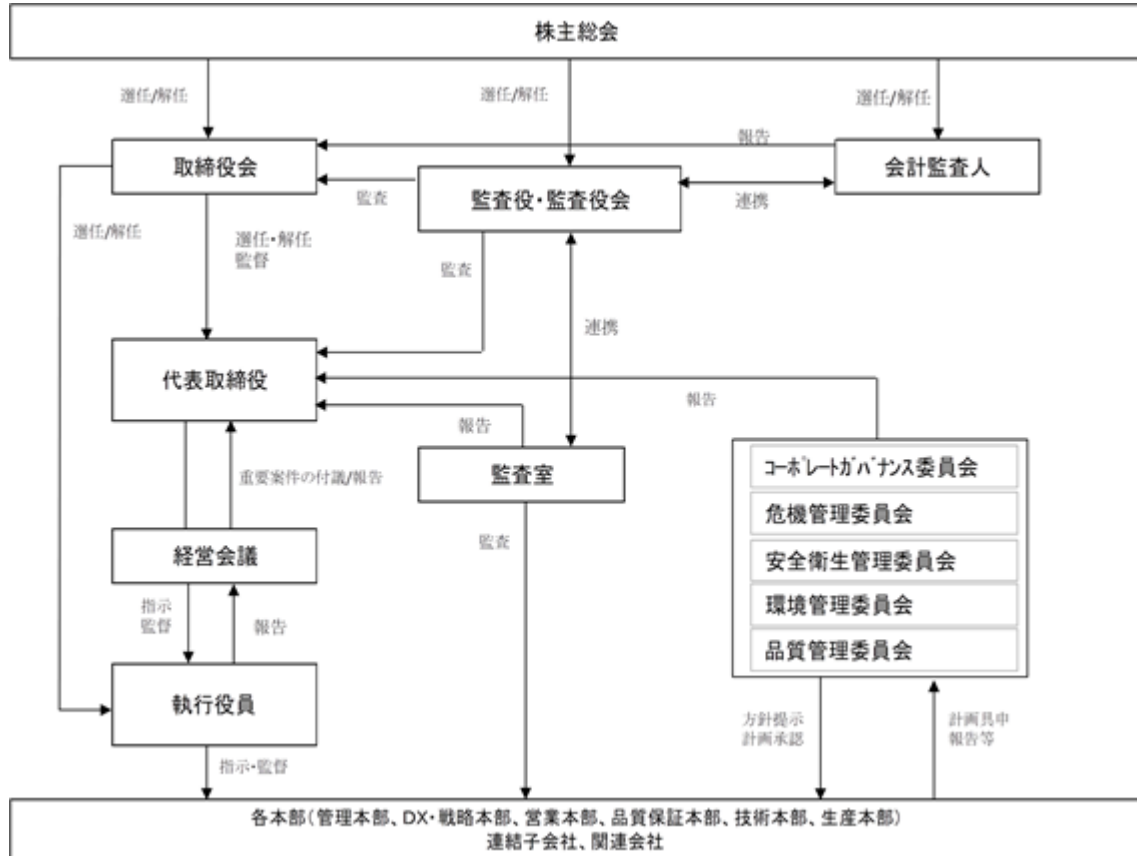 株主総会
選任/解任
選任/解任
選任/解任
報告
取締役会
会計監査人
監査
監査役・監査役会
連携
選任/解任
選任・解任
監督
監査
連携
代表取締役
報告
報告
重要案件の付議/報告
監査室
コーポレートガバナンス委員会
危機管理委員会
安全衛生管理委員会
環境管理委員会
品質管理委員会
経営会議
監査
指示
監督
報告
執行役員
方針提示
計画承認
計画具申
報告等
指示・監督
各本部(管理本部、DX・戦略本部、営業本部、品質保証本部、技術本部、生産本部)
連結子会社、関連会社